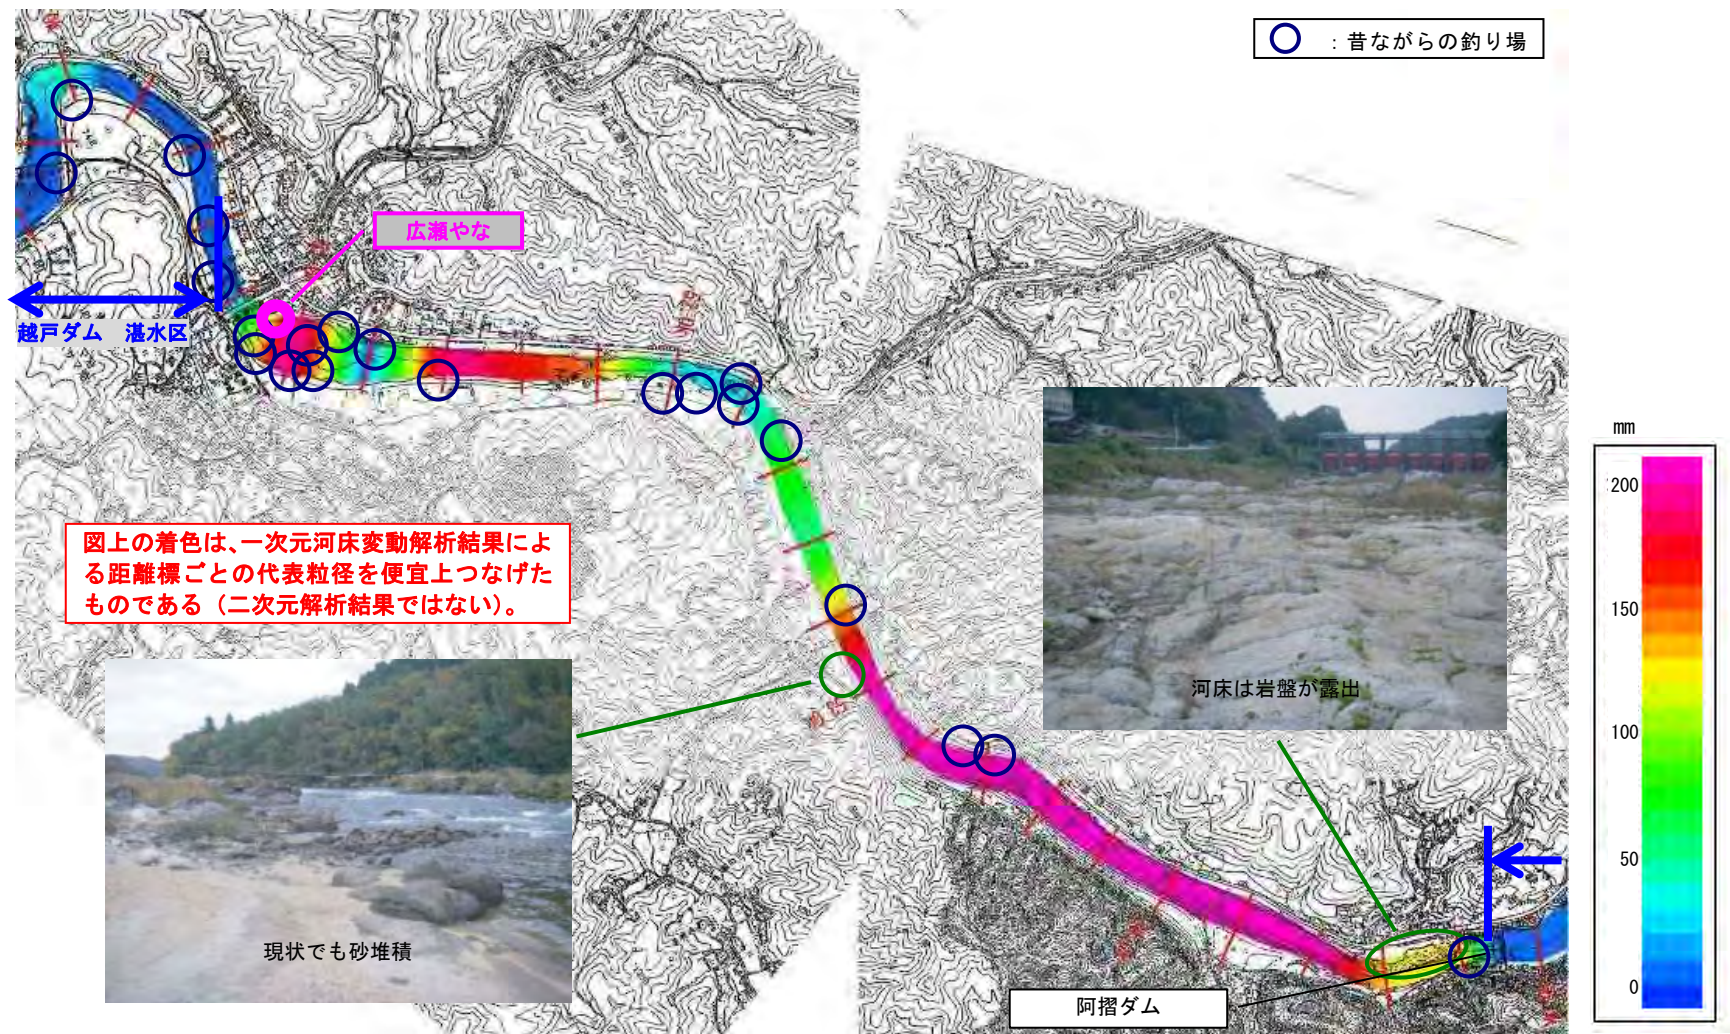 ：昔ながらの釣り場
広瀬やな
越戸ダム　湛水区
図上の着色は、一次元河床変動解析結果によ
る距離標ごとの代表粒径を便宜上つなげた
ものである（二次元解析結果ではない）。
河床は岩盤が露出
現状でも砂堆積
阿摺ダム
mm
200
150
100
50
0